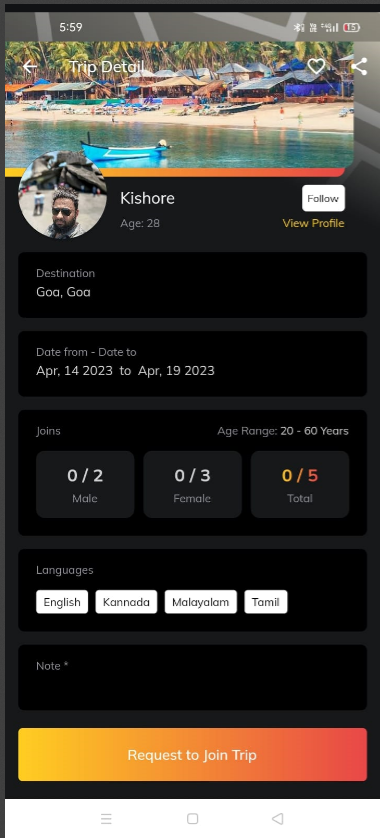 5:59
Trip Detail
Kishore
Follow
Age: 28
View Profile
Destination
Goa, Goa
Date from - Date to
Apr, 14 2023 to Apr, 19 2023
Joins
Age Range: 20 - 60 Years
0 / 2
0 / 3
0 / 5
Male
Female
Total
Languages
English
Kannada
Malayalam
Tamil
Note *
Request to Join Trip